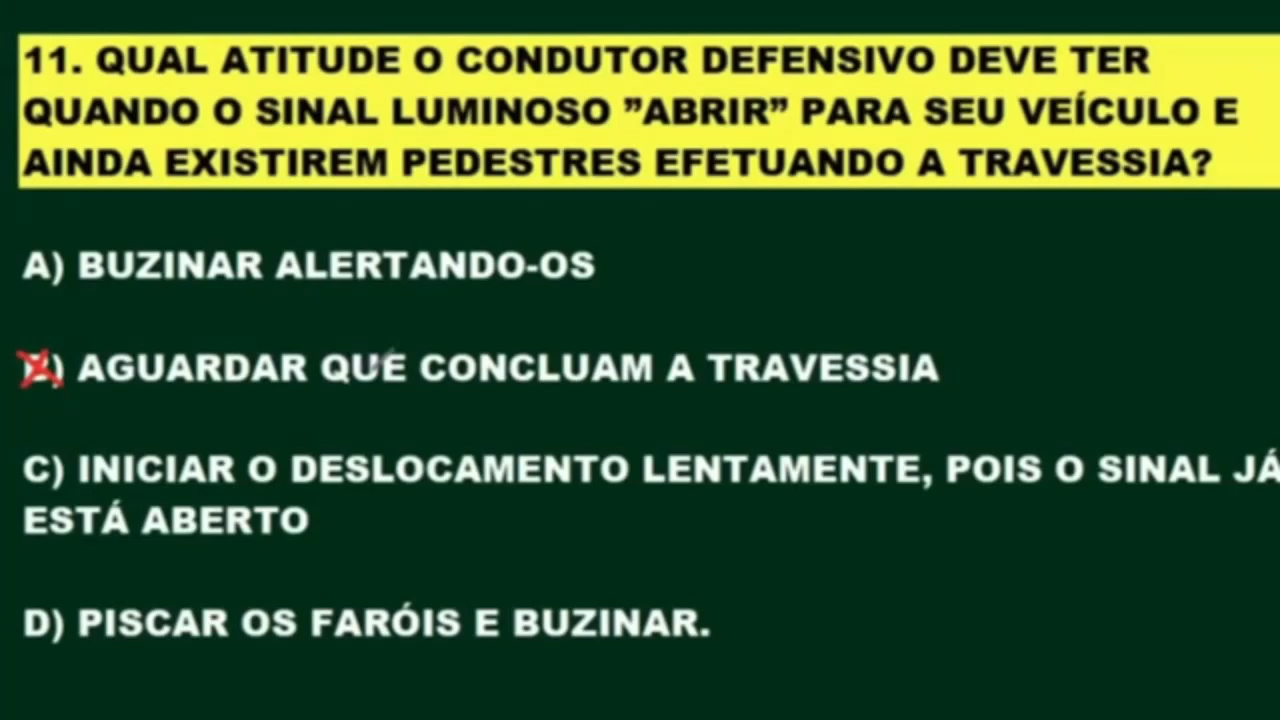 11. QUAL ATITUDE O CONDUTOR DEFENSIVO DEVE TER
QUANDO O SINAL LUMINOSO ”ABRIR” PARA SEU VEÍCULO E
AINDA EXISTIREM PEDESTRES EFETUANDO A TRAVESSIA?
A) BUZINAR ALERTANDO-OS
B) AGUARDAR QUE CONCLUAM A TRAVESSIA
C) INICIAR O DESLOCAMENTO LENTAMENTE, POIS O SINAL JÁ
ESTÁ ABERTO
D) PISCAR OS FARÓIS E BUZINAR.